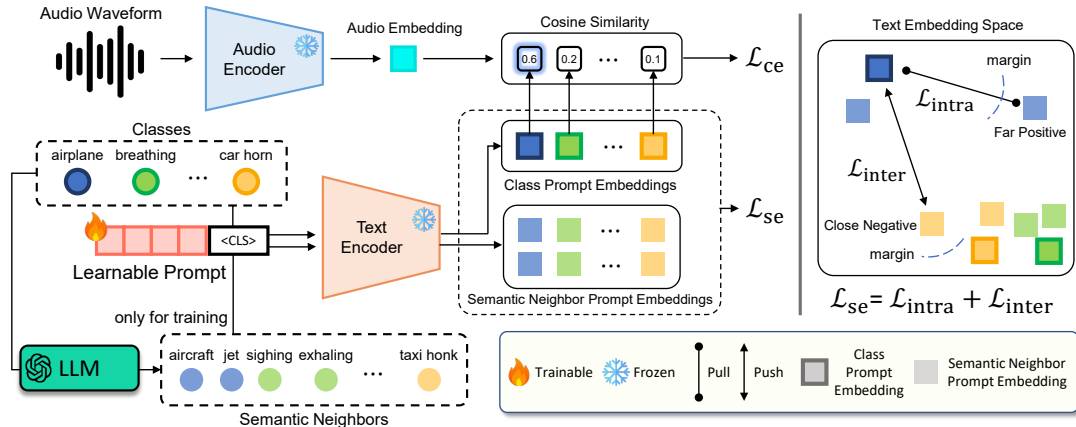 Audio Waveform
Audio
Encoder
Audio Embedding
Cosine Similarity
0.6 0.2 ... 0.1
ℒce
Classes
airplane breathing ... car horn
<CLS>
Learnable Prompt
Text
Encoder
Class Prompt Embeddings
...
Semantic Neighbor Prompt Embeddings
ℒse
only for training
LLM
aircraft jet sighing exhaling ... taxi honk
Semantic Neighbors
Text Embedding Space
margin
ℒintra
Far Positive
ℒinter
Close Negative
margin
ℒse= ℒintra + ℒinter
Trainable
Frozen
Pull
Push
Class
Prompt
Embedding
Semantic Neighbor
Prompt Embedding